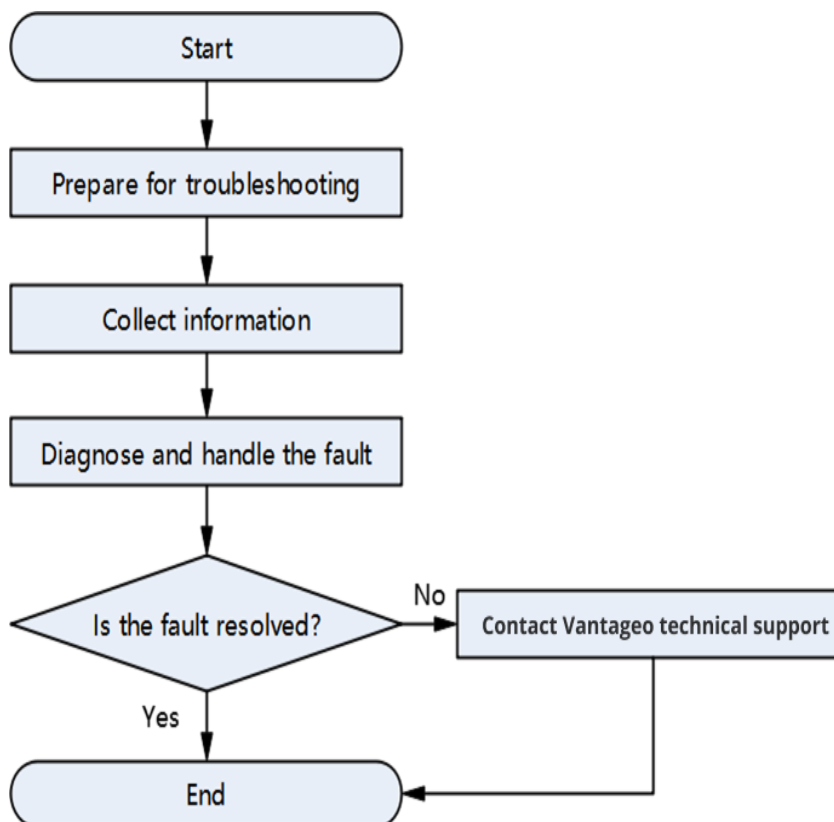 Start
Prepare for troubleshooting
Collect information
Diagnose and handle the fault
Is the fault resolved?
No
Contact Vantageo technical support
Yes
End